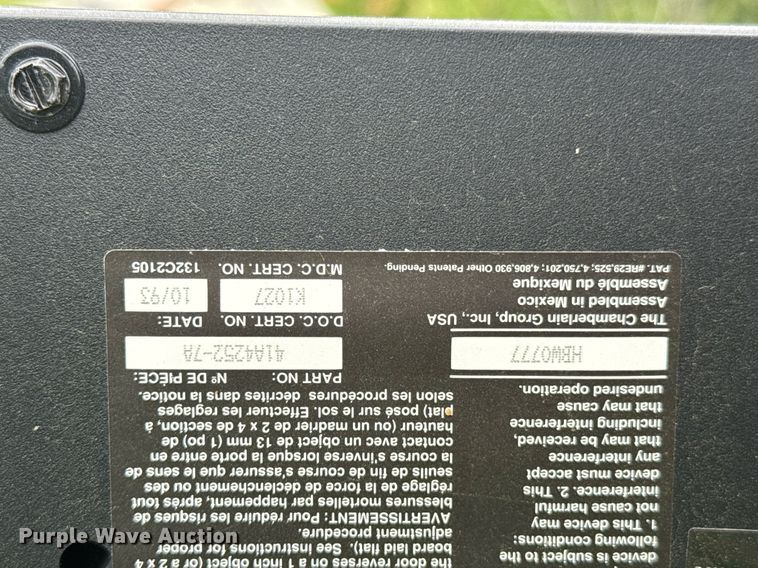 device is subject to the
following conditions:
1. This device may
not cause harmful
interference. 2. This
device must accept
any interference
that may be received,
including interference
that may cause
undesired operation.
HBW0777
The Chamberlain Group, Inc., USA
Assembled in Mexico
Assemblé du Mexique
PAT. #RE29,525; 4,750,201; 4,806,930 Other Patents Pending.
the door reverses on a 1 inch object (or a 2 x 4
board laid flat). See instructions for proper
adjustment procedure.
AVERTISSEMENT: Pour réduire les risques de
blessures mortelles par happement, après tout
réglage de la force de déclenchement ou des
seuils de fin de course s'assurer que le sens de
la course s'inverse lorsque la porte entre en
contact avec un object de 13 mm (1 po) de
hauteur (ou un madrier de 2 x 4 de section, à
plat) posé sur le sol. Effectuer les reglages
selon les procédures décrites dans la notice.
PART NO: Nº DE PIÈCE:
41A4252-7A
D.O.C. CERT. NO. DATE:
K1027 10/93
M.D.C. CERT. NO. 132C2105
Purple Wave Auction